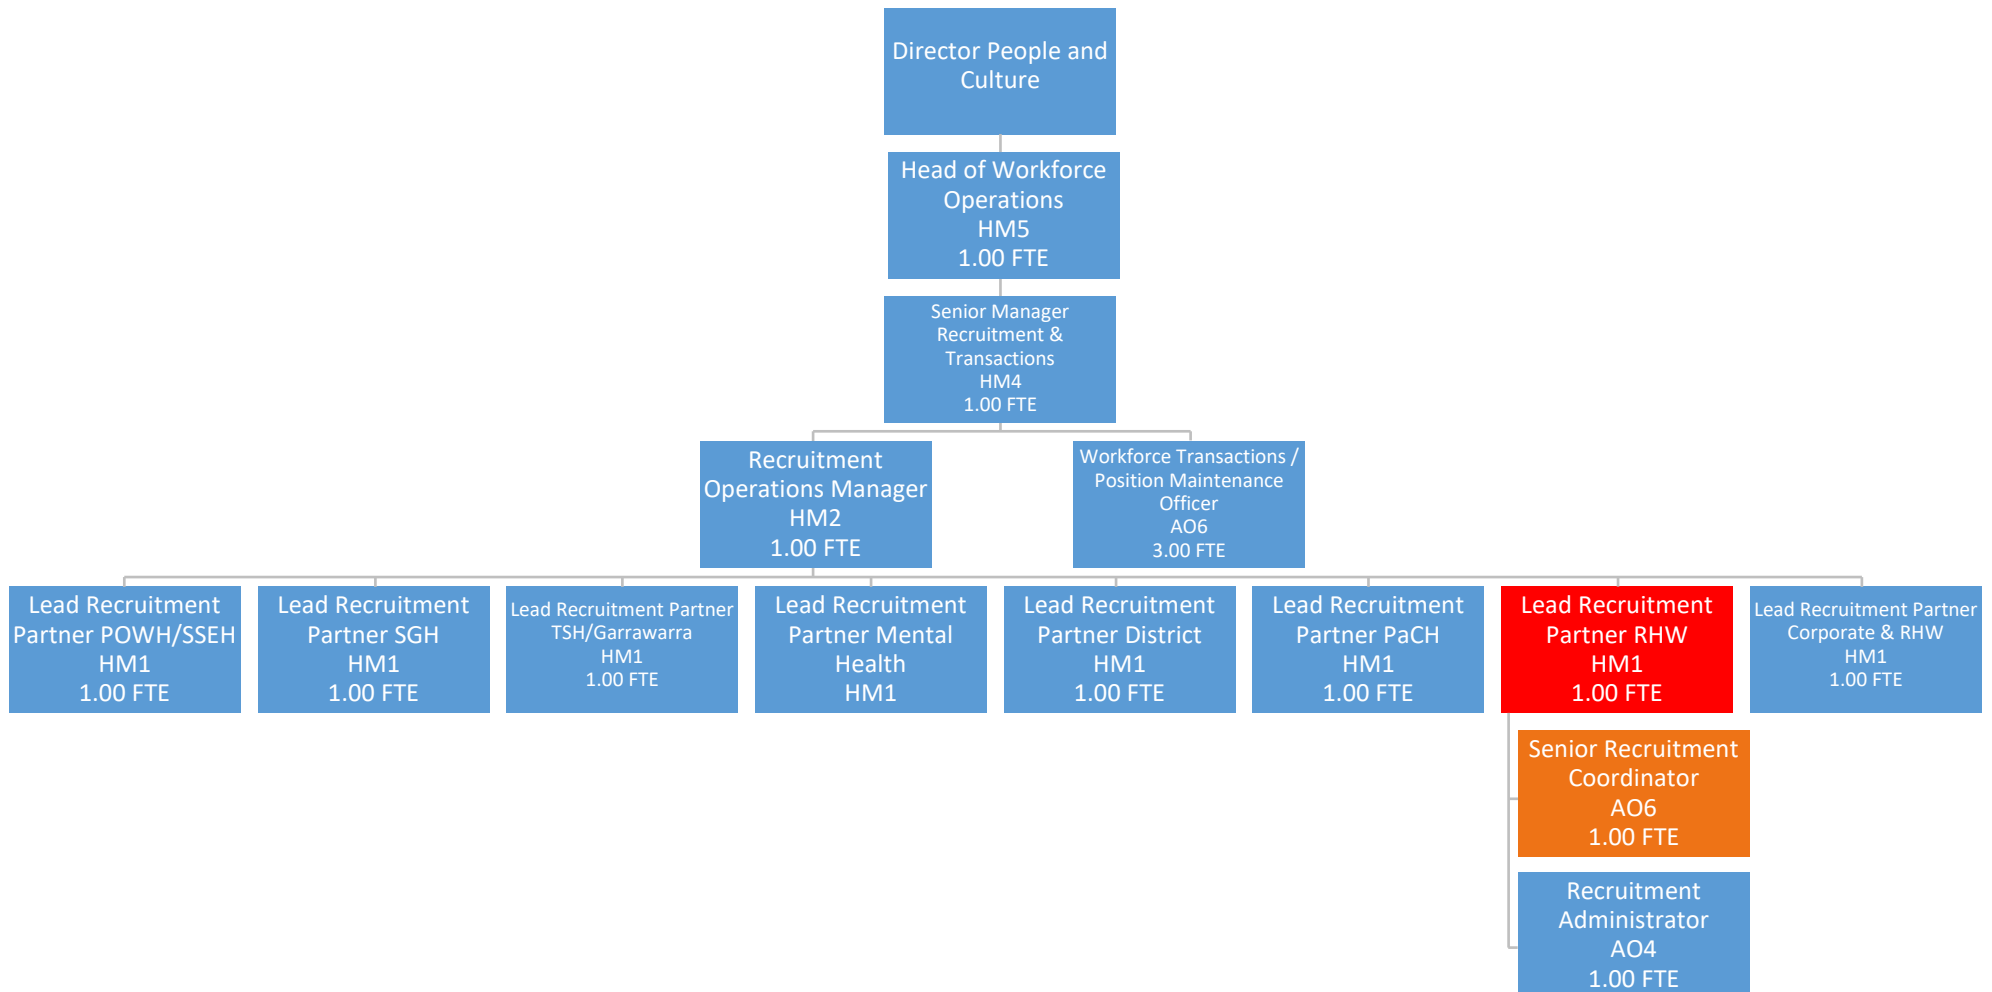 Director People and
Culture
Head of Workforce
Operations
HM5
1.00 FTE
Senior Manager
Recruitment &
Transactions
HM4
1.00 FTE
Recruitment
Operations Manager
HM2
1.00 FTE
Workforce Transactions /
Position Maintenance
Officer
AO6
3.00 FTE
Lead Recruitment
Partner POWH/SSEH
HM1
1.00 FTE
Lead Recruitment
Partner SGH
HM1
1.00 FTE
Lead Recruitment Partner
TSH/Garrawarra
HM1
1.00 FTE
Lead Recruitment
Partner Mental
Health
HM1
Lead Recruitment
Partner District
HM1
1.00 FTE
Lead Recruitment
Partner PaCH
HM1
1.00 FTE
Lead Recruitment
Partner RHW
HM1
1.00 FTE
Lead Recruitment Partner
Corporate & RHW
HM1
1.00 FTE
Senior Recruitment
Coordinator
AO6
1.00 FTE
Recruitment
Administrator
AO4
1.00 FTE